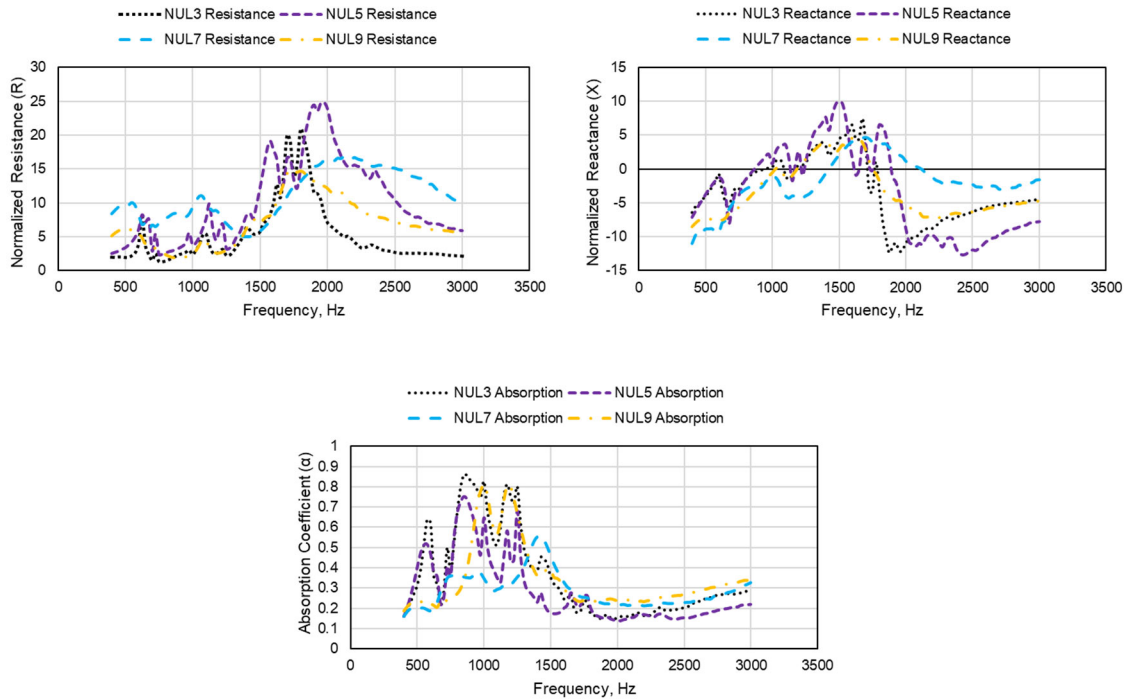 NUL3 Resistance NUL5 Resistance
NUL7 Resistance NUL9 Resistance
Normalized Resistance (R)
30
25
20
15
10
5
0
0 500 1000 1500 2000 2500 3000 3500
Frequency, Hz
NUL3 Reactance NUL5 Reactance
NUL7 Reactance NUL9 Reactance
Normalized Reactance (X)
15
10
5
0
-5
-10
-15
0 500 1000 1500 2000 2500 3000 3500
Frequency, Hz
NUL3 Absorption NUL5 Absorption
NUL7 Absorption NUL9 Absorption
Absorption Coefficient (α)
1
0.9
0.8
0.7
0.6
0.5
0.4
0.3
0.2
0.1
0
0 500 1000 1500 2000 2500 3000 3500
Frequency, Hz